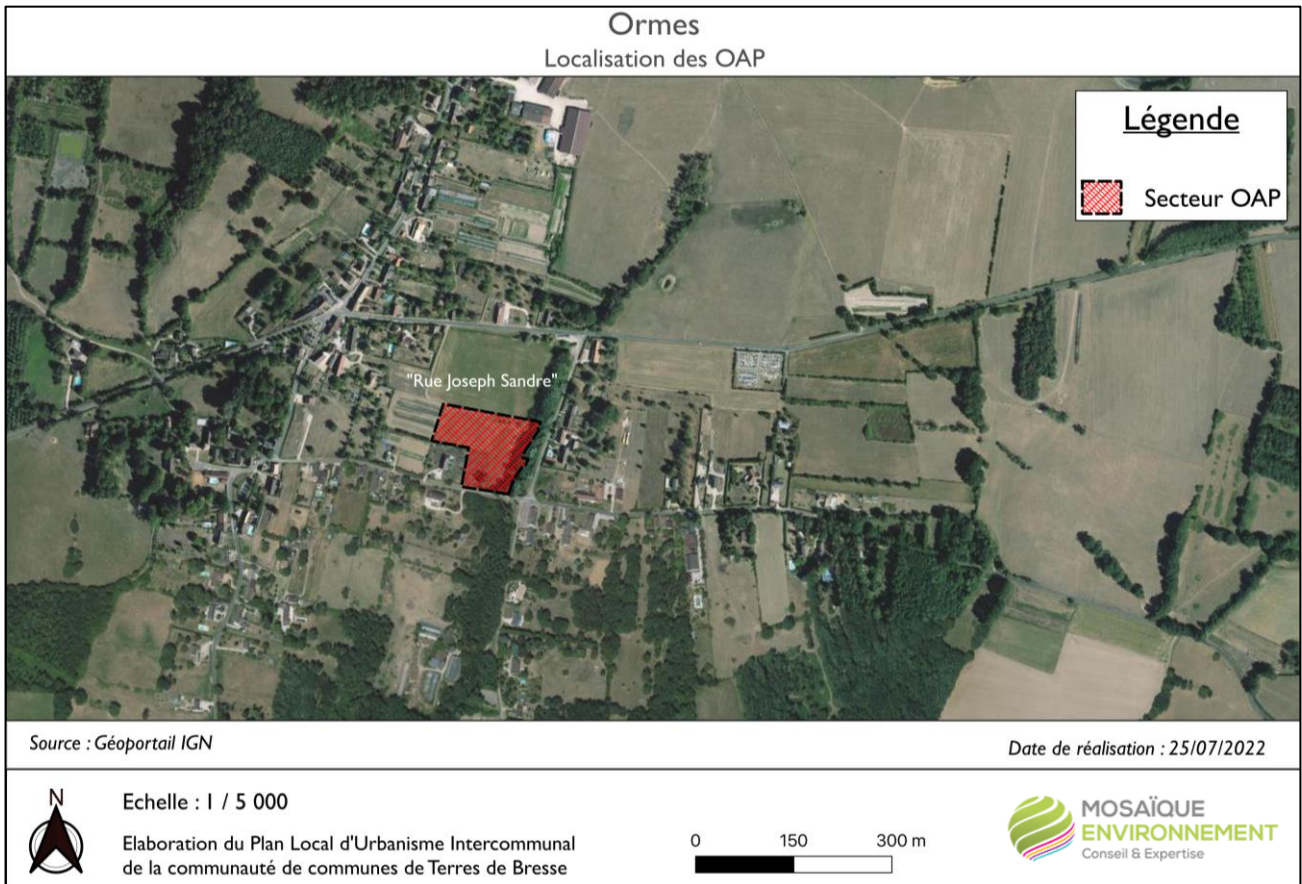 Ormes
Localisation des OAP
Légende
Secteur OAP
"Rue Joseph Sandre"
Source : Géoportail IGN
Date de réalisation : 25/07/2022
N
Echelle : 1 / 5 000
Elaboration du Plan Local d'Urbanisme Intercommunal
de la communauté de communes de Terres de Bresse
0 150 300 m
MOSAÏQUE
ENVIRONNEMENT
Conseil & Expertise